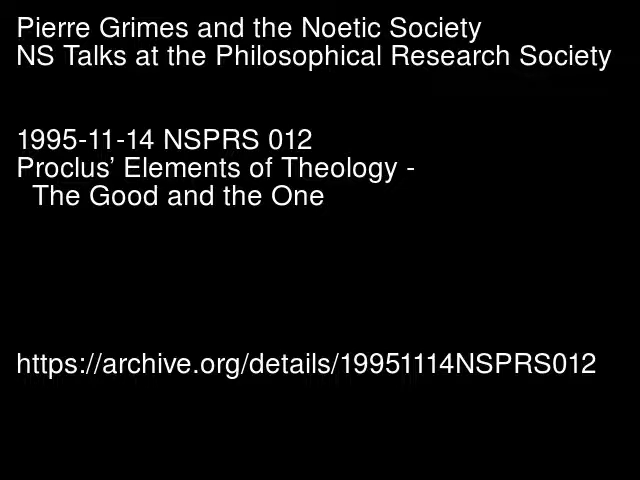 Pierre Grimes and the Noetic Society
NS Talks at the Philosophical Research Society
1995-11-14 NSPRS 012
Proclus’ Elements of Theology -
The Good and the One
https://archive.org/details/19951114NSPRS012